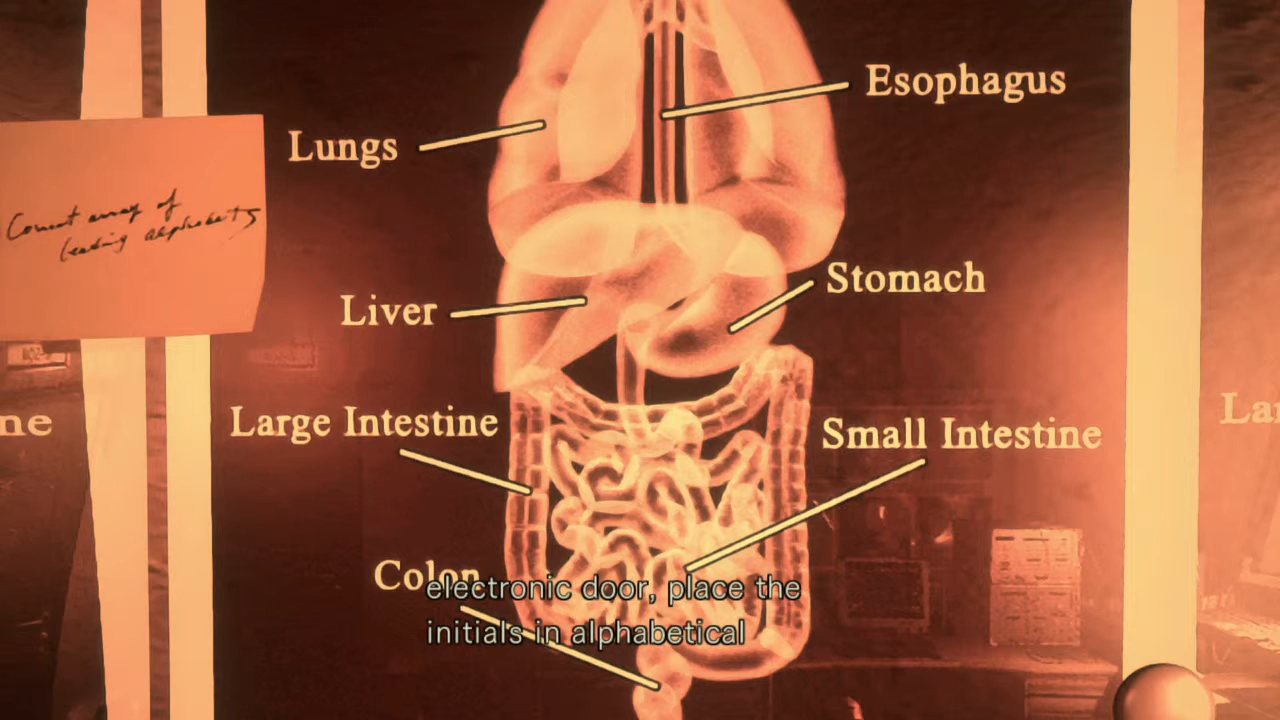 Esophagus
Lungs
Correct array of
leading alphabets
Stomach
Liver
Large Intestine
Small Intestine
ne
La
Colon
electronic door, place the
initials in alphabetical